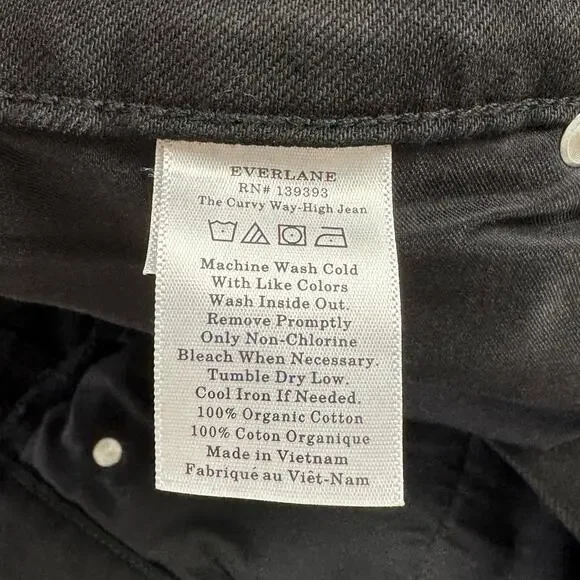 EVERLANE
RN# 139393
The Curvy Way-High Jean
Machine Wash Cold
With Like Colors
Wash Inside Out.
Remove Promptly
Only Non-Chlorine
Bleach When Necessary.
Tumble Dry Low.
Cool Iron If Needed.
100% Organic Cotton
100% Coton Organique
Made in Vietnam
Fabriqué au Viêt-Nam